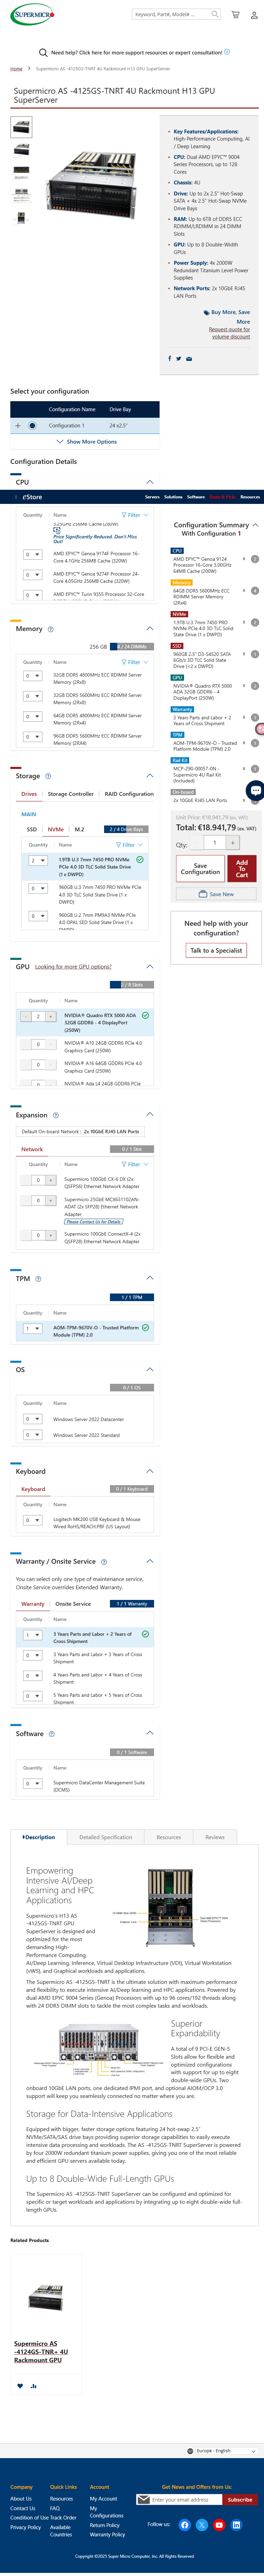 SUPERMICRO
Keyword, Part#, Model# ...
Need help? Click here for more support resources or expert consultation!
Home
Supermicro AS -4125GS-TNRT 4U Rackmount H13 GPU SuperServer
Supermicro AS -4125GS-TNRT 4U Rackmount H13 GPU
SuperServer
Key Features/Applications:
High-Performance Computing, AI
/ Deep Learning
CPU: Dual AMD EPYC™ 9004
Series Processors, up to 128
Cores
Chassis: 4U
Drive: Up to 2x 2.5" Hot-Swap
SATA + 4x 2.5" Hot-Swap NVMe
Drive Bays
RAM: Up to 6TB of DDR5 ECC
RDIMM/LRDIMM in 24 DIMM
Slots
GPU: Up to 8 Double-Width
GPUs
Power Supply: 4x 2000W
Redundant Titanium Level Power
Supplies
Network Ports: 2x 10GbE RJ45
LAN Ports
Buy More, Save
More
Request quote for
volume discount
Select your configuration
Configuration Name
Drive Bay
Configuration 1
24 x2.5"
Show More Options
Configuration Details
CPU
eStore
Servers
Solutions
Software
Resources
Quantity
Name
Filter
3.25GHz 256MB Cache (280W)
Price Significantly Reduced. Don't Miss
Out!
0
AMD EPYC™ Genoa 9174F Processor 16-
Core 4.1GHz 256MB Cache (320W)
0
AMD EPYC™ Genoa 9274F Processor 24-
Core 4.05GHz 256MB Cache (320W)
0
AMD EPYC™ Turin 9355 Processor 32-Core
Memory
256 GB
4 / 24 DIMMs
Quantity
Name
Filter
0
32GB DDR5 4800MHz ECC RDIMM Server
Memory (2Rx8)
0
32GB DDR5 5600MHz ECC RDIMM Server
Memory (2Rx8)
0
64GB DDR5 4800MHz ECC RDIMM Server
Memory (2Rx4)
0
96GB DDR5 5600MHz ECC RDIMM Server
Memory (2RX4)
Storage
Drives
Storage Controller
RAID Configuration
MAIN
SSD
NVMe
M.2
2 / 4 Drive Bays
Quantity
Name
Filter
2
1.9TB U.3 7mm 7450 PRO NVMe
PCIe 4.0 3D TLC Solid State Drive
(1 x DWPD)
0
960GB U.3 7mm 7450 PRO NVMe PCIe
4.0 3D TLC Solid State Drive (1 x
DWPD)
0
960GB U.2 7mm PM9A3 NVMe PCIe
4.0 OPAL SED Solid State Drive (1 x
DWPD)
GPU
Looking for more GPU options?
2 / 8 Slots
Quantity
Name
-
2
+
NVIDIA® Quadro RTX 5000 ADA
32GB GDDR6 - 4 DisplayPort
(250W)
0
+
NVIDIA® A10 24GB GDDR6 PCIe 4.0
Graphics Card (250W)
0
+
NVIDIA® A16 64GB GDDR6 PCIe 4.0
Graphics Card (250W)
0
+
NVIDIA® Ada L4 24GB GDDR6 PCIe
Expansion
Default On-board Network : 2x 10GbE RJ45 LAN Ports
Network
0 / 1 Slot
Quantity
Name
Filter
0
+
Supermicro 100GbE CX-6 DX (2x
QSFP56) Ethernet Network Adapter
0
+
Supermicro 25GbE MCX631102AN-
ADAT (2x SFP28) Ethernet Network
Adapter
Please Contact Us for Details
0
+
Supermicro 100GbE ConnectX-4 (2x
QSFP28) Ethernet Network Adapter
TPM
1 / 1 TPM
Quantity
Name
1
AOM-TPM-9670V-O - Trusted Platform
Module (TPM) 2.0
OS
0 / 1 OS
Quantity
Name
0
Windows Server 2022 Datacenter
0
Windows Server 2022 Standard
Keyboard
Keyboard
0 / 1 Keyboard
Quantity
Name
0
Logitech MK200 USB Keyboard & Mouse
Wired RoHS/REACH,PBF (US Layout)
Warranty / Onsite Service
You can select only one type of maintenance service,
Onsite Service overrides Extended Warranty.
Warranty
Onsite Service
1 / 1 Warranty
Quantity
Name
1
3 Years Parts and Labor + 2 Years of
Cross Shipment
0
3 Years Parts and Labor + 3 Years of Cross
Shipment
0
4 Years Parts and Labor + 4 Years of Cross
Shipment
0
5 Years Parts and Labor + 5 Years of Cross
Shipment
Software
0 / 1 Software
Quantity
Name
0
Supermicro DataCenter Management Suite
(DCMS)
Configuration Summary
With Configuration 1
CPU
AMD EPYC™ Genoa 9124
Processor 16-Core 3.00GHz
64MB Cache (200W)
x 2
Memory
64GB DDR5 5600MHz ECC
RDIMM Server Memory
(2Rx4)
x 4
NVMe
1.9TB U.3 7mm 7450 PRO
NVMe PCIe 4.0 3D TLC Solid
State Drive (1 x DWPD)
x 2
SSD
960GB 2.5" D3-S4520 SATA
6Gb/s 3D TLC Solid State
Drive (<2 x DWPD)
x 1
GPU
NVIDIA® Quadro RTX 5000
ADA 32GB GDDR6 - 4
DisplayPort (250W)
x 2
Warranty
3 Years Parts and Labor + 2
Years of Cross Shipment
x 1
TPM
AOM-TPM-9670V-O - Trusted
Platform Module (TPM) 2.0
x 1
Rail Kit
MCP-290-00057-0N -
Supermicro 4U Rail Kit
(Included)
x 1
On-board
2x 10Gb RJ45 LAN Ports
Unit Price: €18.941,79 (ex. VAT)
Total: €18.941,79 (ex. VAT)
Qty:
1
+
Save
Configuration
Add
To
Cart
Save New
Need help with your
configuration?
Talk to a Specialist
Description
Detailed Specification
Resources
Reviews
Empowering
Intensive AI/Deep
Learning and HPC
Applications
Supermicro's H13 AS
-4125GS-TNRT GPU
SuperServer is designed and
optimized for the most
demanding High-
Performance Computing,
AI/Deep Learning, AI/Inference, Virtual Desktop Infrastructure (VDI), Virtual Workstation
(vWS), and Graphical workloads and applications.
The Supermicro AS -4125GS-TNRT is the ultimate solution to maximum performance
and flexibility to execute intensive AI/Deep learning and HPC applications. Powered by
dual AMD EPYC 9004 Series (Genoa) Processors with up to 96 cores/192 threads along
with 24 DDR5 DIMM slots to tackle the most complex tasks and workloads.
Superior
Expandability
A total of 9 PCI-E GEN-5
Slots allow for flexible and
optimized configurations
with support for up to eight
double-wide GPUs. Two
onboard 10GbE LAN ports, one dedicated IPMI port, and optional AIOM/OCP 3.0
support will keep you seamlessly connected no matter where you are.
Storage for Data-Intensive Applications
Equipped with bigger, faster storage options featuring 24 hot-swap 2.5"
NVMe/SATA/SAS drive bays providing superior storage capabilities to easily execute
intense databases and workloads. The AS -4125GS-TNRT SuperServer is powered by
by four 2000W redundant titanium power supplies, giving you one of the most reliable
and efficient GPU servers available today.
Up to 8 Double-Wide Full-Length GPUs
The Supermicro AS -4125GS-TNRT SuperServer can be configured and optimized for
specific or target workloads and applications by integrating up to eight double-wide full-
length GPUs.
Related Products
Supermicro AS
-4124GS-TNR+ 4U
Rackmount GPU
Europe - English
Company
About Us
Contact Us
Condition of Use
Privacy Policy
Quick Links
Resources
FAQ
Track Order
Available
Countries
Account
My Account
My
Configurations
Return Policy
Warranty Policy
Get News and Offers from Us:
Enter your email address
Subscribe
Follow us:
Copyright ©2025 Super Micro Computer, Inc. All Rights Reserved